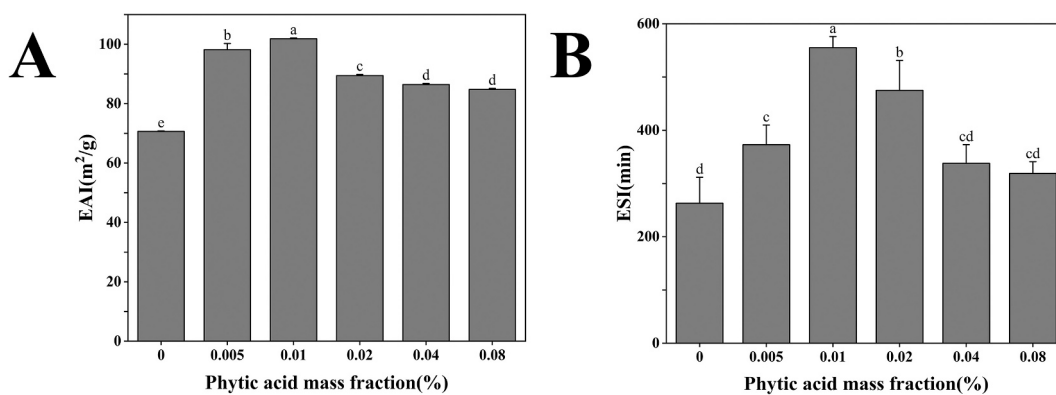 A
EAI(m²/g)
0
20
40
60
80
100
e
b
a
c
d
d
0 0.005 0.01 0.02 0.04 0.08
Phytic acid mass fraction(%)
B
ESI(min)
0
200
400
600
d
c
a
b
cd
cd
0 0.005 0.01 0.02 0.04 0.08
Phytic acid mass fraction(%)